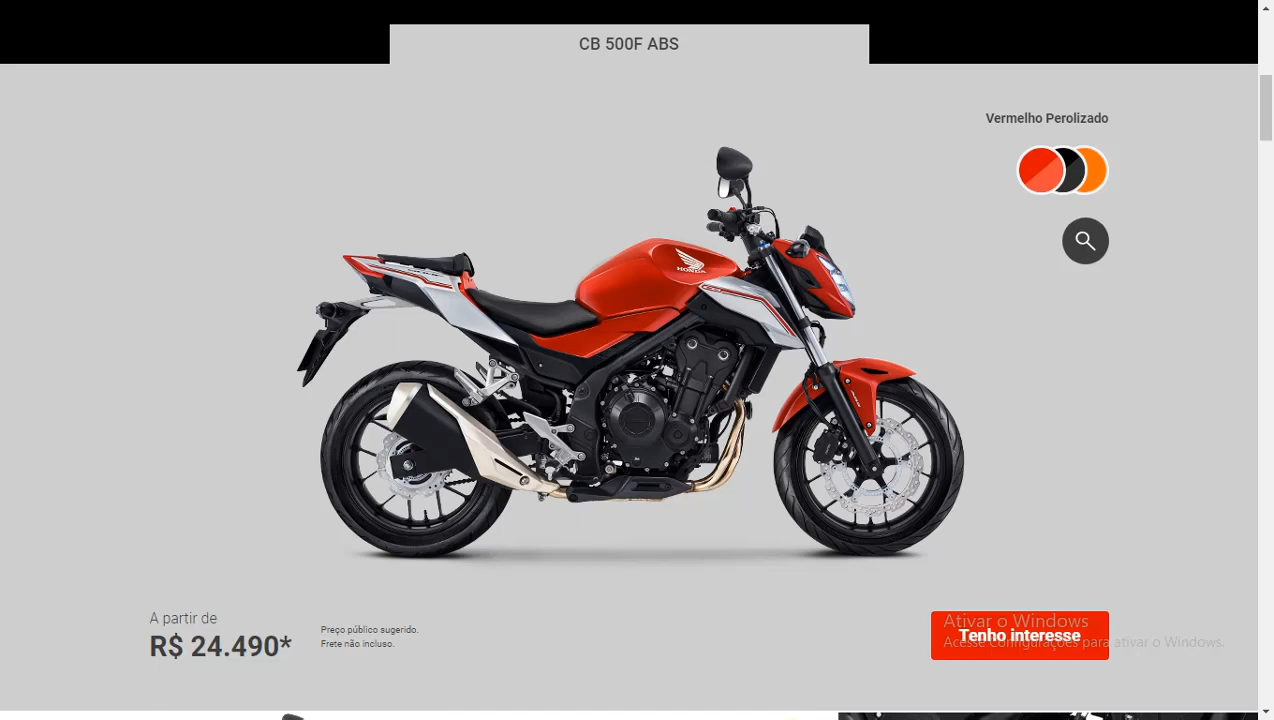 CB 500F ABS
Vermelho Perolizado
HONDA
A partir de
R$ 24.490*
Preço público sugerido.
Frete não incluso.
Tenho interesse
Ativar o Windows
Acesse Configurações para ativar o Windows.